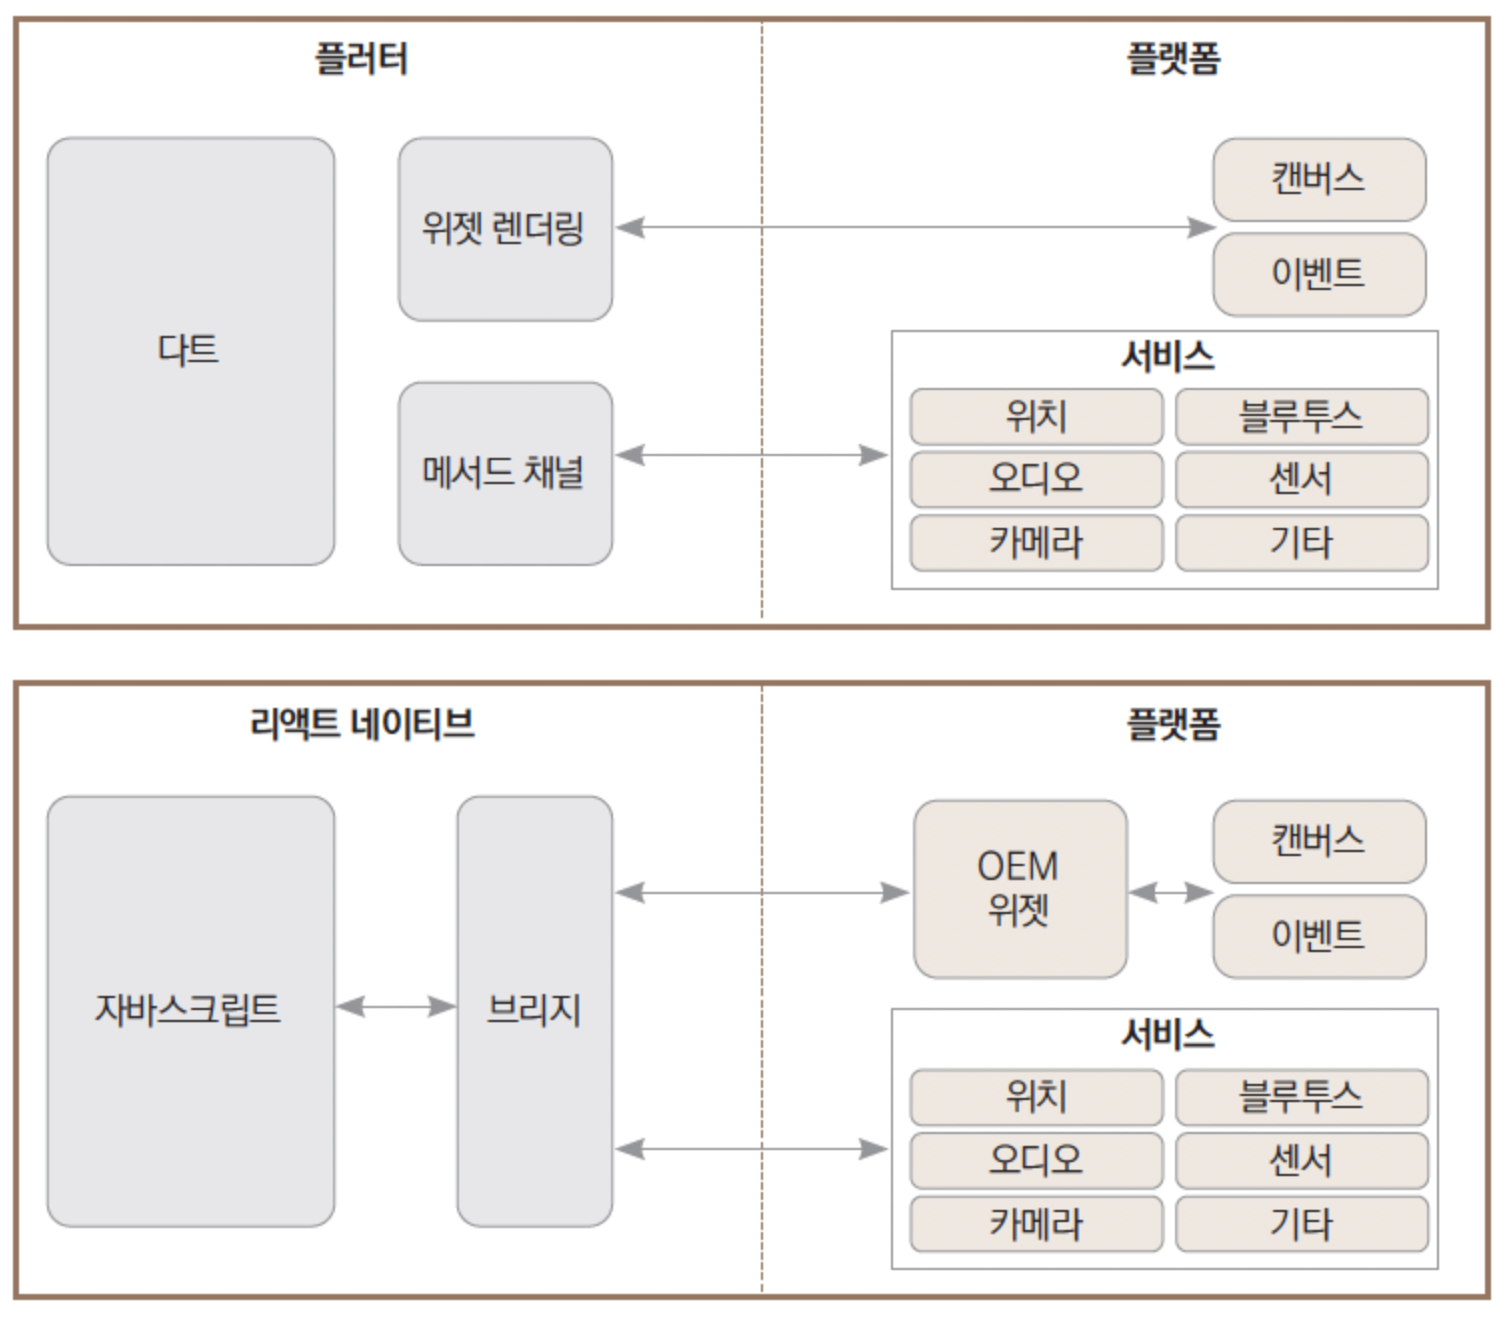 플러터
플랫폼
다트
위젯 렌더링
메서드 채널
캔버스
이벤트
서비스
위치
블루투스
오디오
센서
카메라
기타
리액트 네이티브
플랫폼
자바스크립트
브리지
OEM
위젯
캔버스
이벤트
서비스
위치
블루투스
오디오
센서
카메라
기타